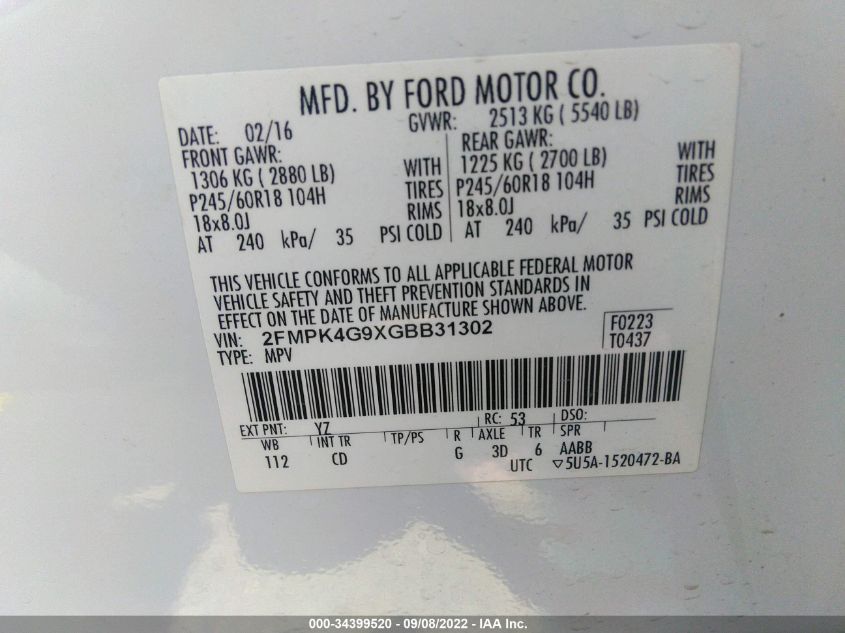 MFD. BY FORD MOTOR CO.
DATE: 02/16 GVWR: 2513 KG ( 5540 LB)
FRONT GAWR: REAR GAWR:
1306 KG ( 2880 LB) WITH 1225 KG ( 2700 LB) WITH
P245/60R18 104H TIRES P245/60R18 104H TIRES
18x8.0J RIMS 18x8.0J RIMS
AT 240 kPa/ 35 PSI COLD AT 240 kPa/ 35 PSI COLD
THIS VEHICLE CONFORMS TO ALL APPLICABLE FEDERAL MOTOR
VEHICLE SAFETY AND THEFT PREVENTION STANDARDS IN
EFFECT ON THE DATE OF MANUFACTURE SHOWN ABOVE.
VIN: 2FMPK4G9XGBB31302 F0223
TYPE: MPV T0437
EXT PNT: YZ RC: 53 DSO:
WB INT TR TP/PS R AXLE TR SPR
112 CD G 3D 6 AABB
UTC ▽5U5A-1520472-BA
000-34399520 - 09/08/2022 - IAA Inc.